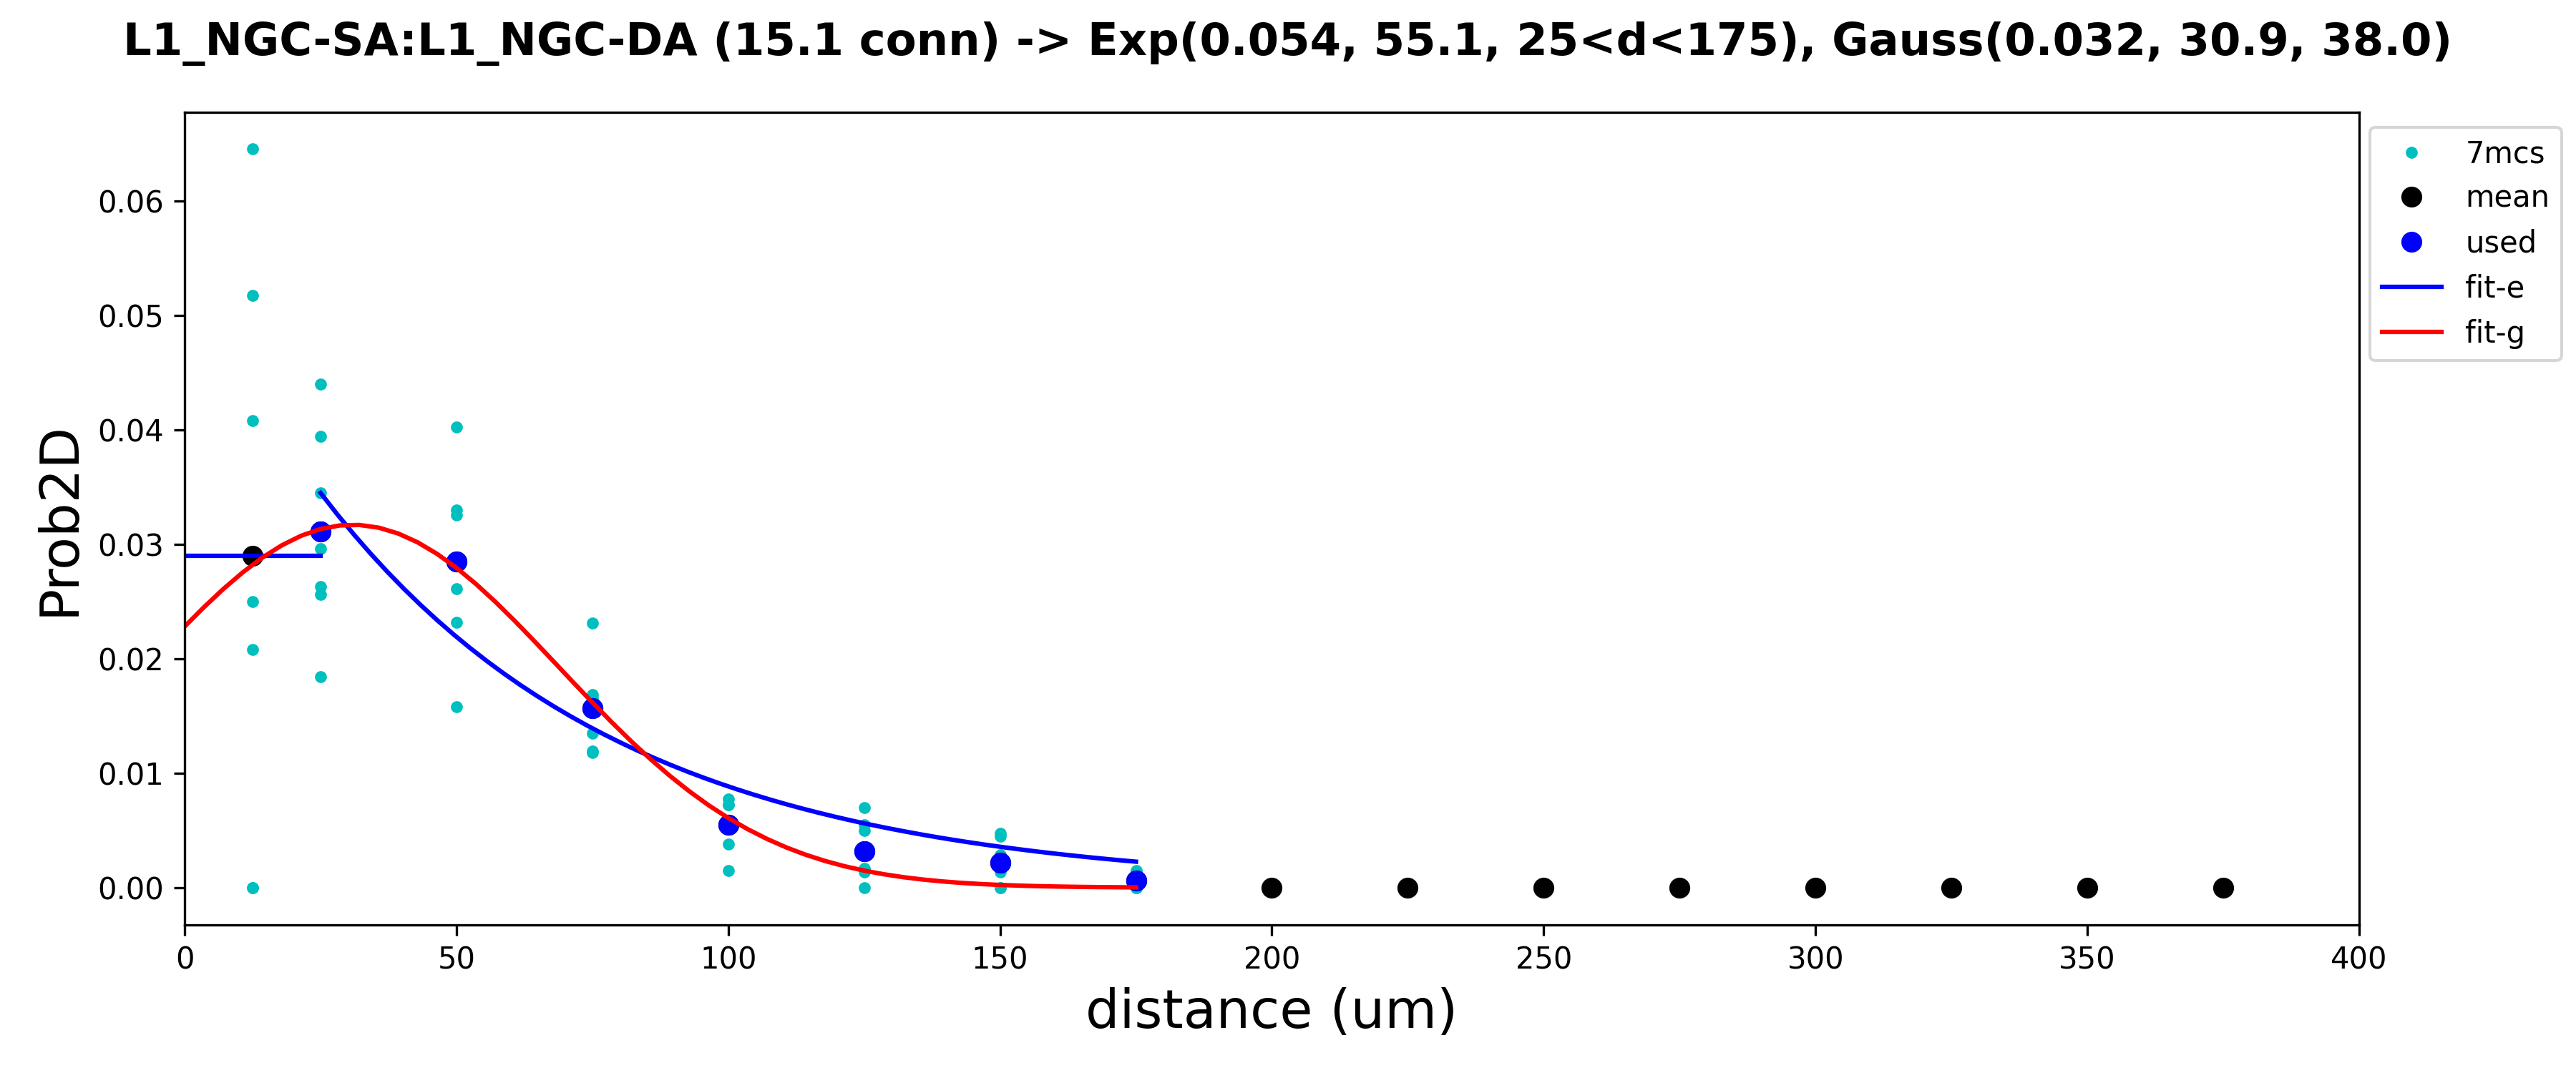 L1_NGC-SA:L1_NGC-DA (15.1 conn) -> Exp(0.054, 55.1, 25<d<175), Gauss(0.032, 30.9, 38.0)
7mcs
mean
used
fit-e
fit-g
0.06
0.05
0.04
0.03
0.02
0.01
0.00
Prob2D
0 50 100 150 200 250 300 350 400
distance (um)